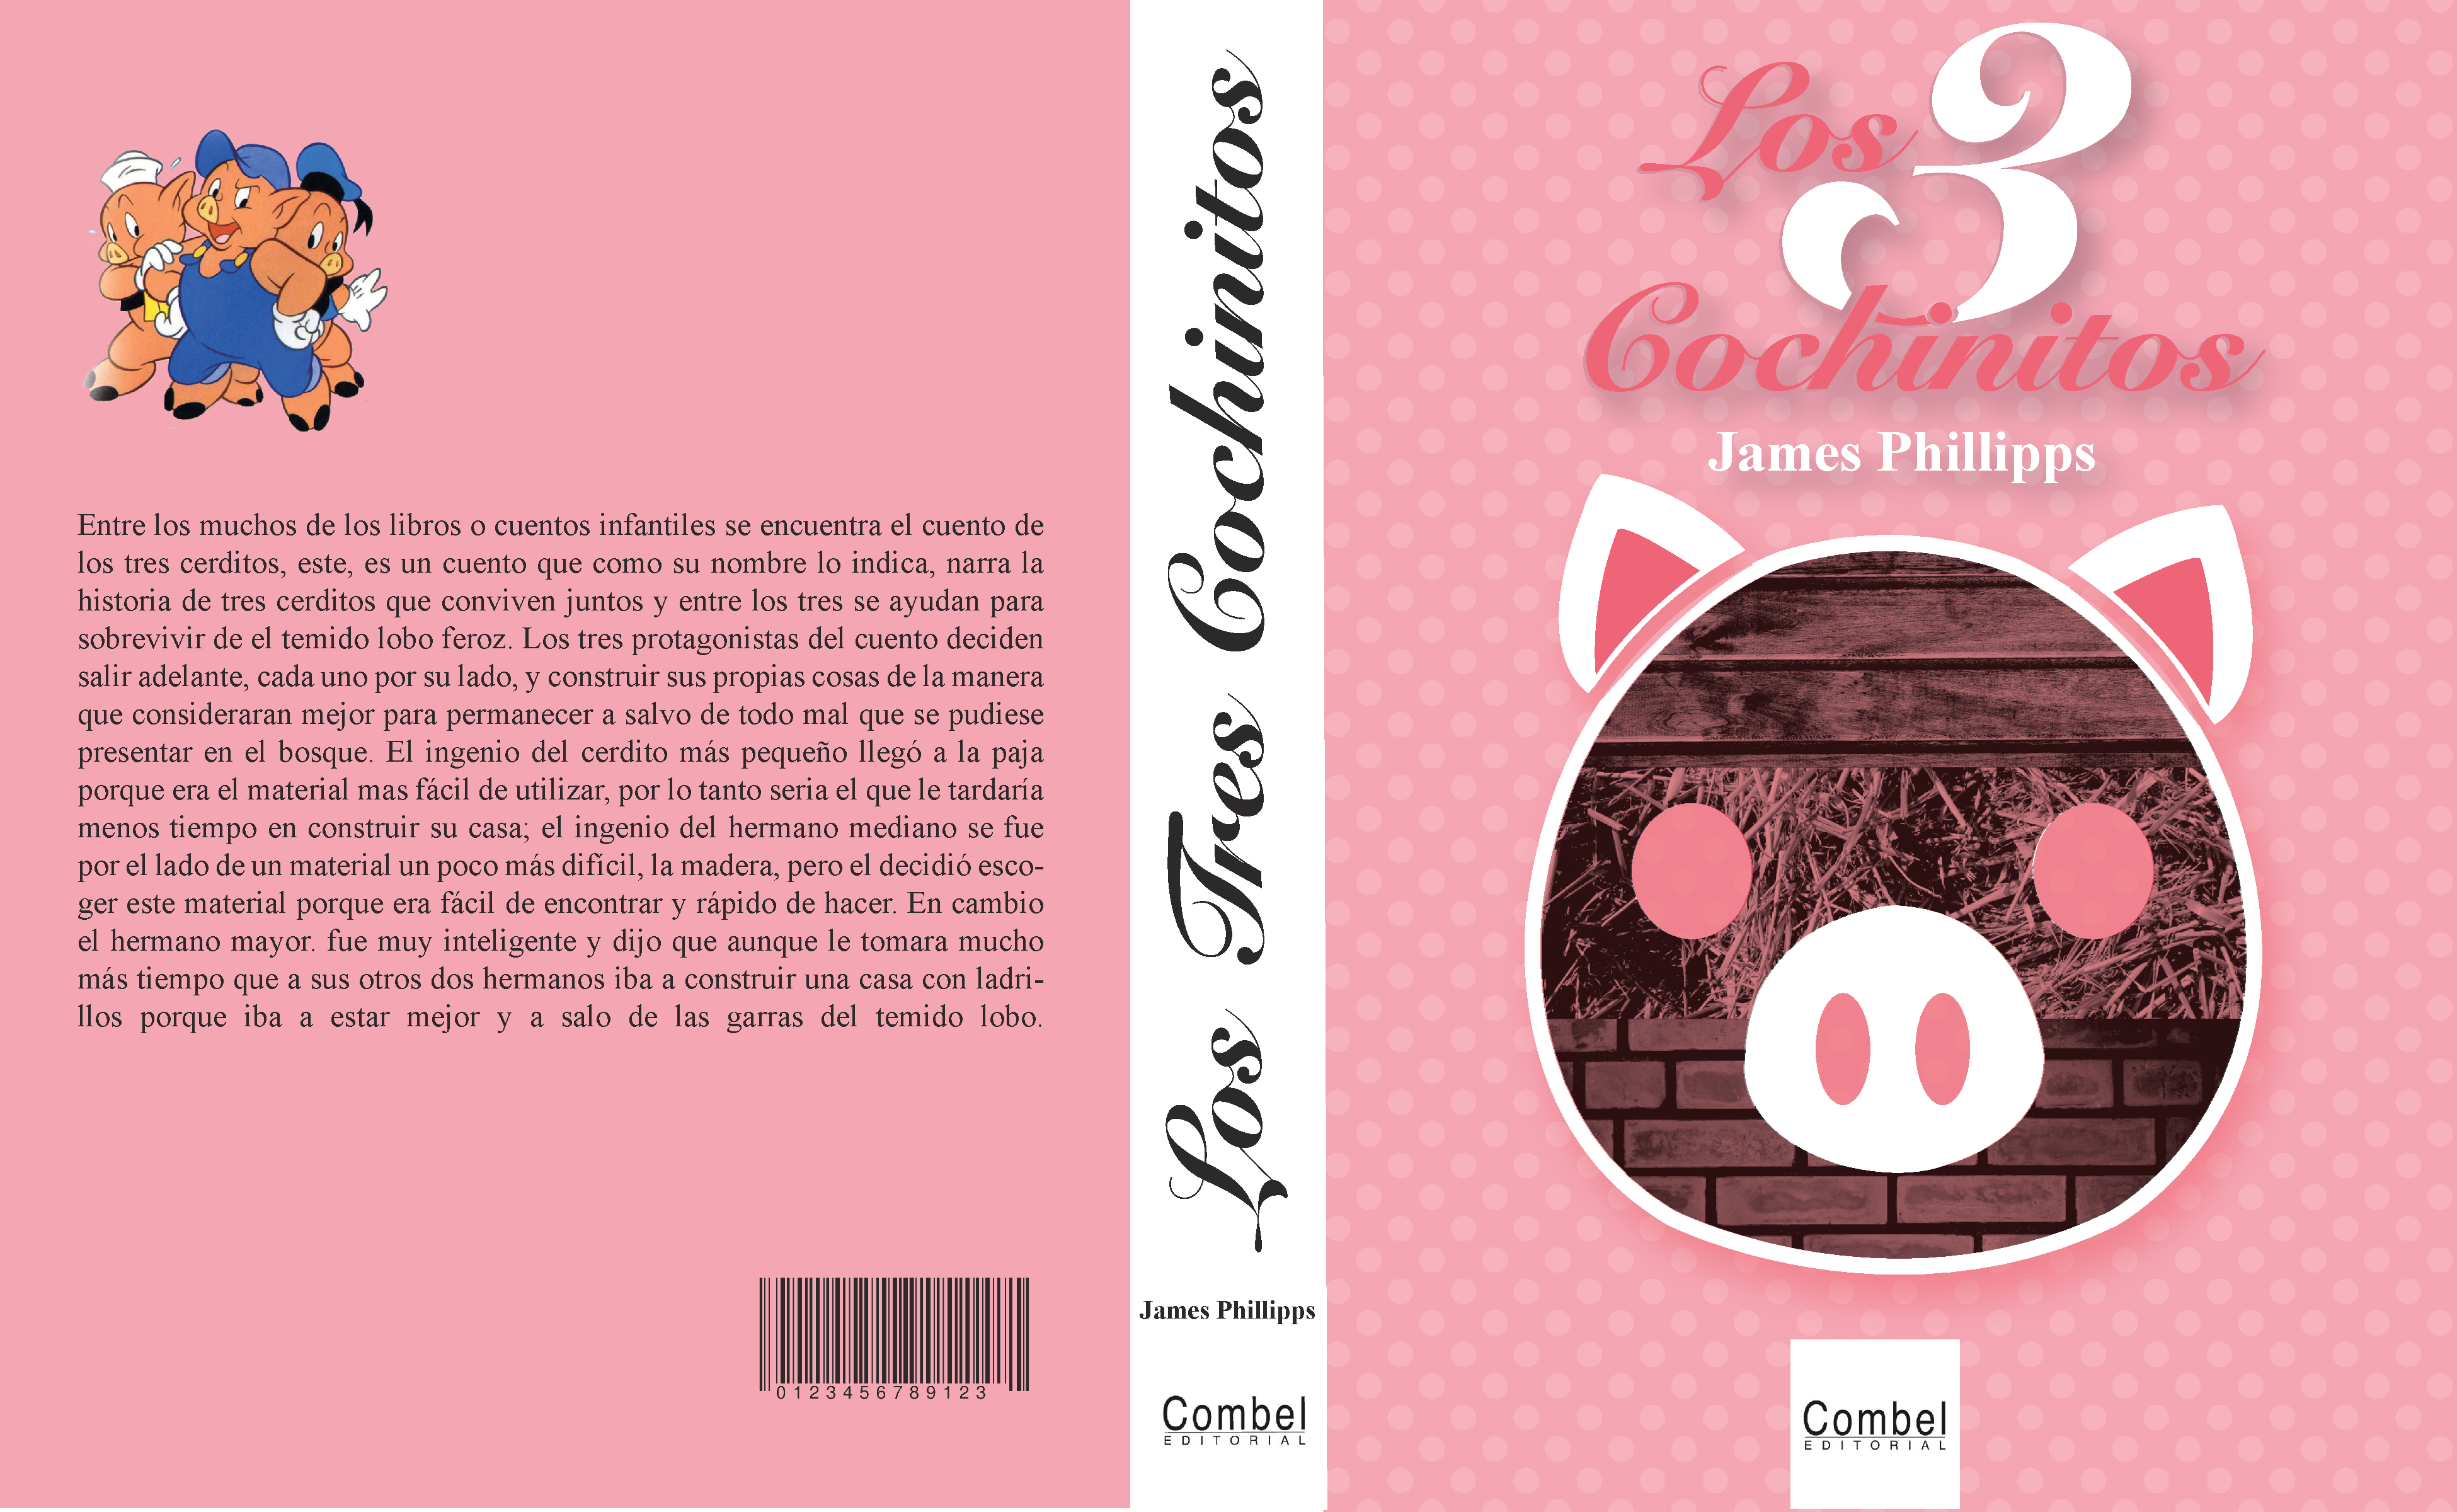 Entre los muchos de los libros o cuentos infantiles se encuentra el cuento de
los tres cerditos, este, es un cuento que como su nombre lo indica, narra la
historia de tres cerditos que conviven juntos y entre los tres se ayudan para
sobrevivir de el temido lobo feroz. Los tres protagonistas del cuento deciden
salir adelante, cada uno por su lado, y construir sus propias cosas de la manera
que consideraran mejor para permanecer a salvo de todo mal que se pudiese
presentar en el bosque. El ingenio del cerdito más pequeño llegó a la paja
porque era el material mas fácil de utilizar, por lo tanto seria el que le tardaría
menos tiempo en construir su casa; el ingenio del hermano mediano se fue
por el lado de un material un poco más difícil, la madera, pero el decidió esco-
ger este material porque era fácil de encontrar y rápido de hacer. En cambio
el hermano mayor. fue muy inteligente y dijo que aunque le tomara mucho
más tiempo que a sus otros dos hermanos iba a construir una casa con ladri-
llos porque iba a estar mejor y a salo de las garras del temido lobo.
0123456789123
Los Tres Cochinitos
James Phillipps
Combel
EDITORIAL
Los 3
Cochinitos
James Phillipps
Combel
EDITORIAL